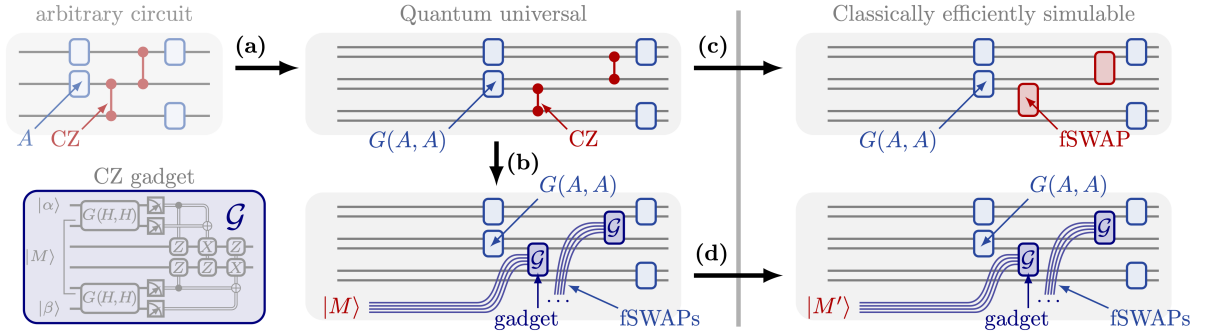 arbitrary circuit
(a)
A
CZ
Quantum universal
G(A, A)
CZ
(c)
Classically efficiently simulable
G(A, A)
fSWAP
(b)
CZ gadget
|α⟩
G(H,H)
𝒢
|M⟩
Z
X
Z
Z
Z
X
G(H,H)
|β⟩
G(A, A)
𝒢
𝒢
|M⟩
...
gadget
fSWAPs
(d)
G(A, A)
𝒢
𝒢
|M′⟩
...
gadget
fSWAPs